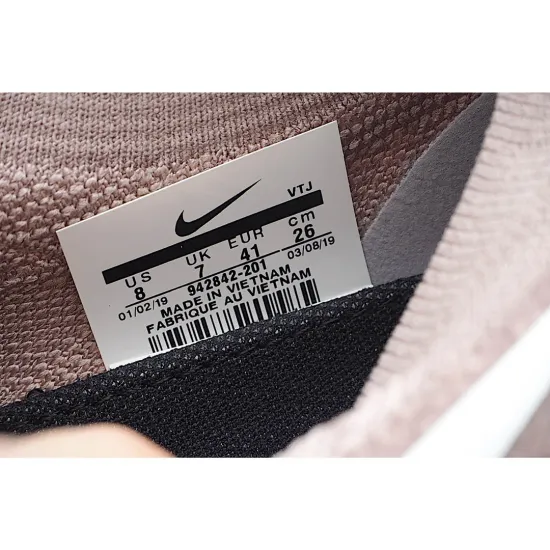 VTJ
US UK EUR cm
8 7 41 26
01/02/19 942842-201 03/08/19
MADE IN VIETNAM
FABRIQUE AU VIETNAM